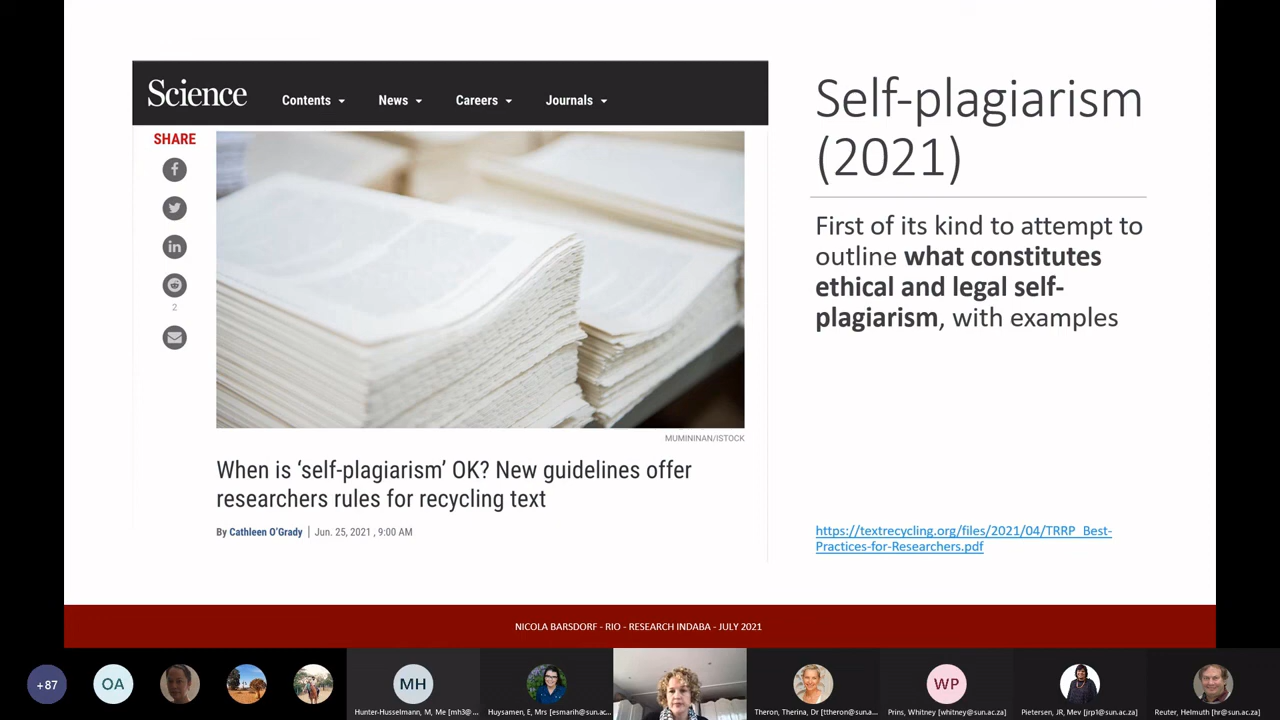 Science
Contents
News
Careers
Journals
SHARE
2
MUMININAN/ISTOCK
When is ‘self-plagiarism’ OK? New guidelines offer
researchers rules for recycling text
By Cathleen O’Grady | Jun. 25, 2021 , 9:00 AM
Self-plagiarism
(2021)
First of its kind to attempt to
outline what constitutes
ethical and legal self-
plagiarism, with examples
https://textrecycling.org/files/2021/04/TRRP_Best-
Practices-for-Researchers.pdf
NICOLA BARSDORF - RIO - RESEARCH INDABA - JULY 2021
+87
OA
MH
WP
Hunter-Husselmann, M, Me [mh3@...
Huysamen, E, Mrs [esmarih@sun.ac...
Theron, Therina, Dr [ttheron@sun.a...
Prins, Whitney [whitney@sun.ac.za]
Pietersen, JR, Mev [jrp1@sun.ac.za]
Reuter, Helmuth [hr@sun.ac.za]